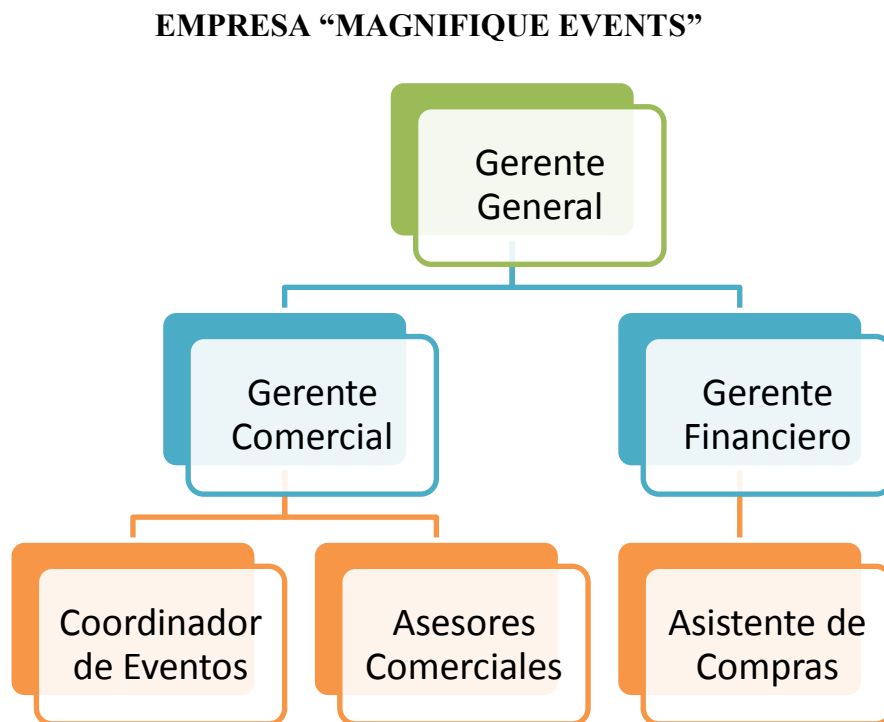 EMPRESA “MAGNIFIQUE EVENTS”
Gerente
General
Gerente
Comercial
Gerente
Financiero
Coordinador
de Eventos
Asesores
Comerciales
Asistente de
Compras